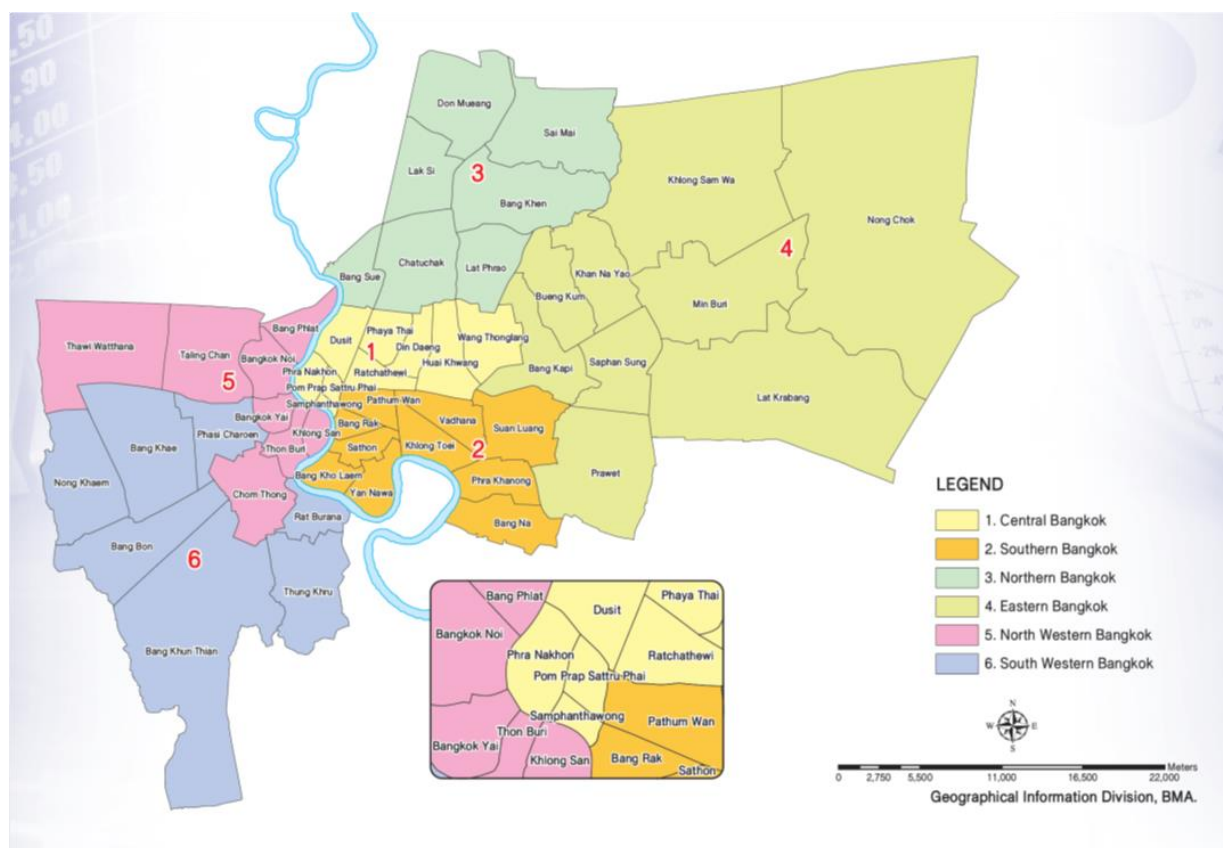 .50
.90
4.00
3.50
21.00
Don Mueang
Sai Mai
Lak Si
3
Bang Khen
Khlong Sam Wa
Nong Chok
Chatuchak
Lat Phrao
Bang Sue
Khan Na Yao
4
Bueng Kum
Min Buri
Bang Phlat
Thawi Watthana
Taling Chan
Bangkok Noi
5
Dusit
Phaya Thai
Din Daeng
Wang Thonglang
1
Huai Khwang
Phra Nakhon
Ratchathewi
Pom Prap Sattru Phai
Bang Kapi
Saphan Sung
Lat Krabang
Samphanthawong
Pathum Wan
Bangkok Yai
Khlong San
Bang Rak
Vadhana
Suan Luang
Phasi Charoen
Bang Khae
Thon Buri
Sathon
Khlong Toei
2
Nong Khaem
Chom Thong
Bang Kho Laem
Yan Nawa
Phra Khanong
Prawet
Rat Burana
Bang Na
Bang Bon
6
Thung Khru
Bang Khun Thian
Bang Phlat
Dusit
Phaya Thai
Bangkok Noi
Phra Nakhon
Ratchathewi
Pom Prap Sattru Phai
Samphanthawong
Pathum Wan
Thon Buri
Bangkok Yai
Khlong San
Bang Rak
Sathon
LEGEND
1. Central Bangkok
2. Southern Bangkok
3. Northern Bangkok
4. Eastern Bangkok
5. North Western Bangkok
6. South Western Bangkok
N
W E
S
0 2,750 5,500 11,000 16,500 22,000 Meters
Geographical Information Division, BMA.